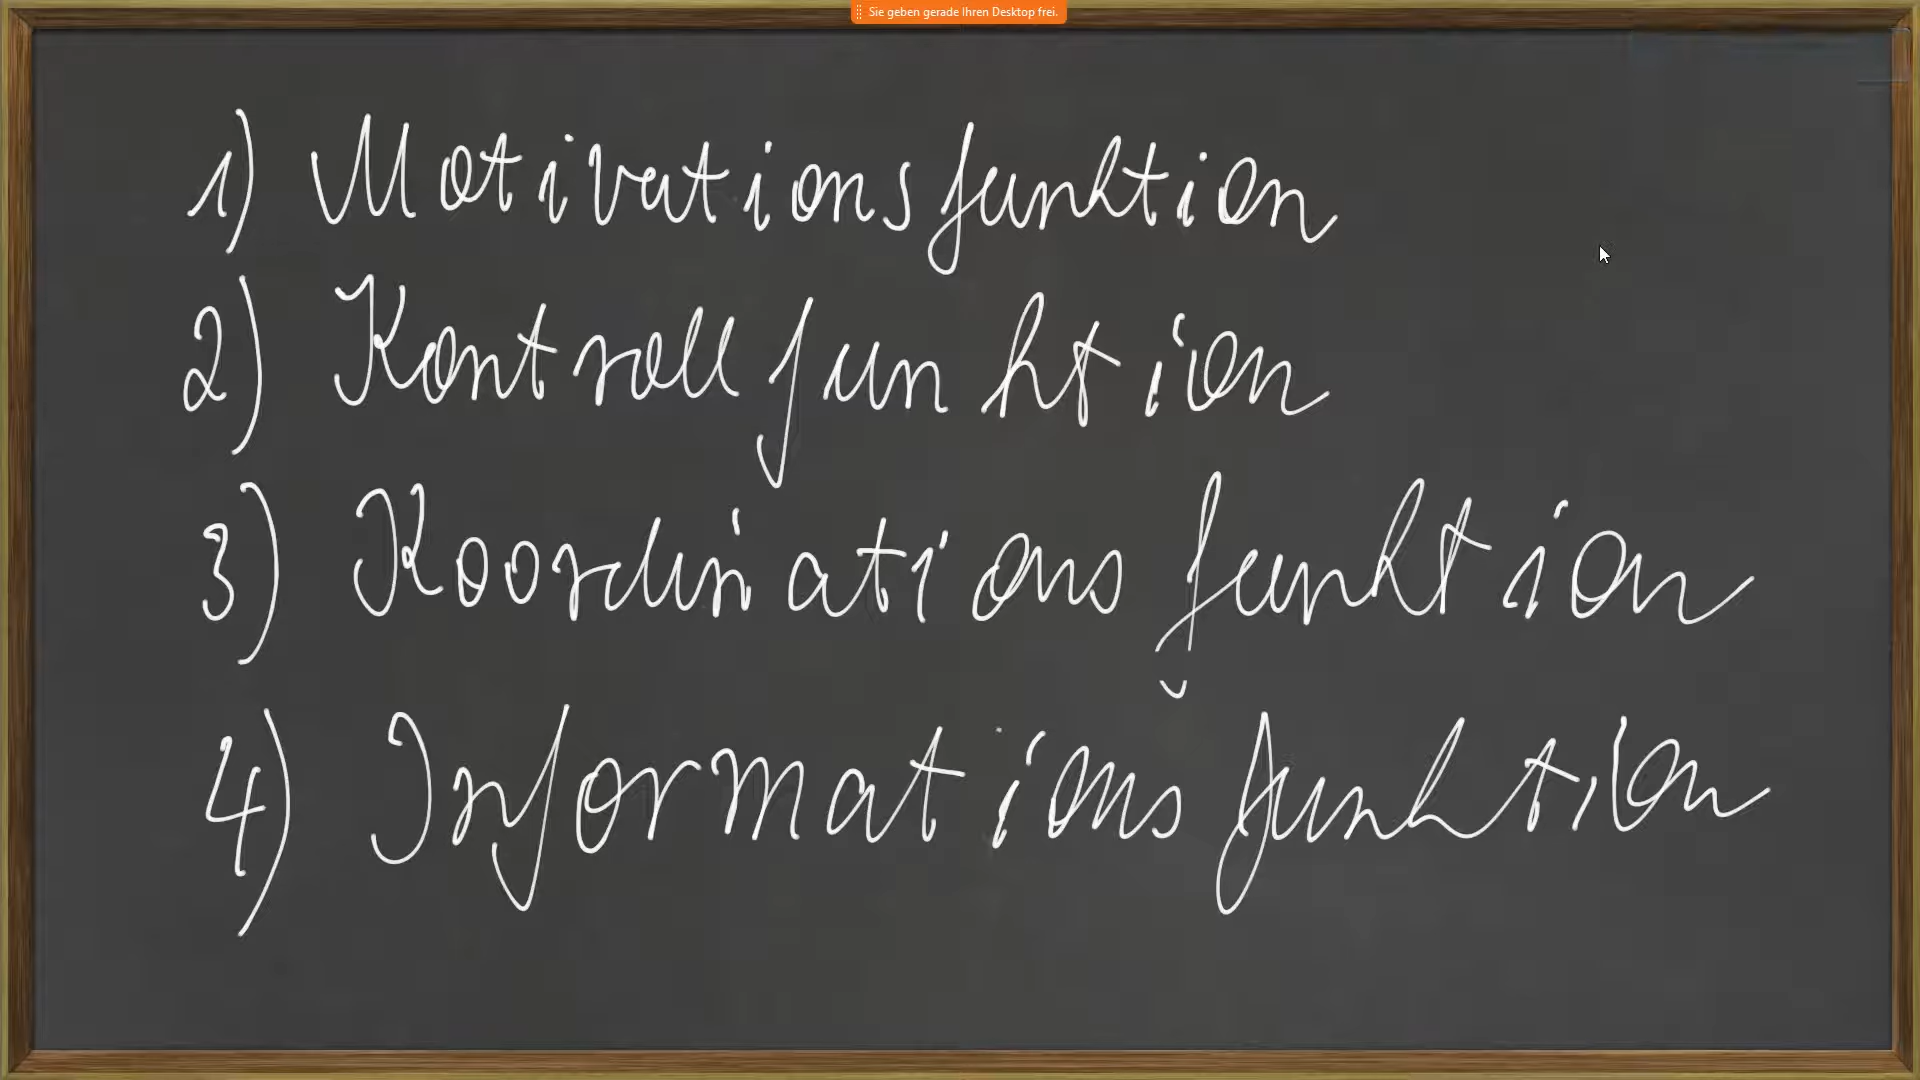 Sie geben gerade Ihren Desktop frei.
1) Motivationsfunktion
2) Kontrollfunktion
3) Koordinationsfunktion
4) Informationsfunktion